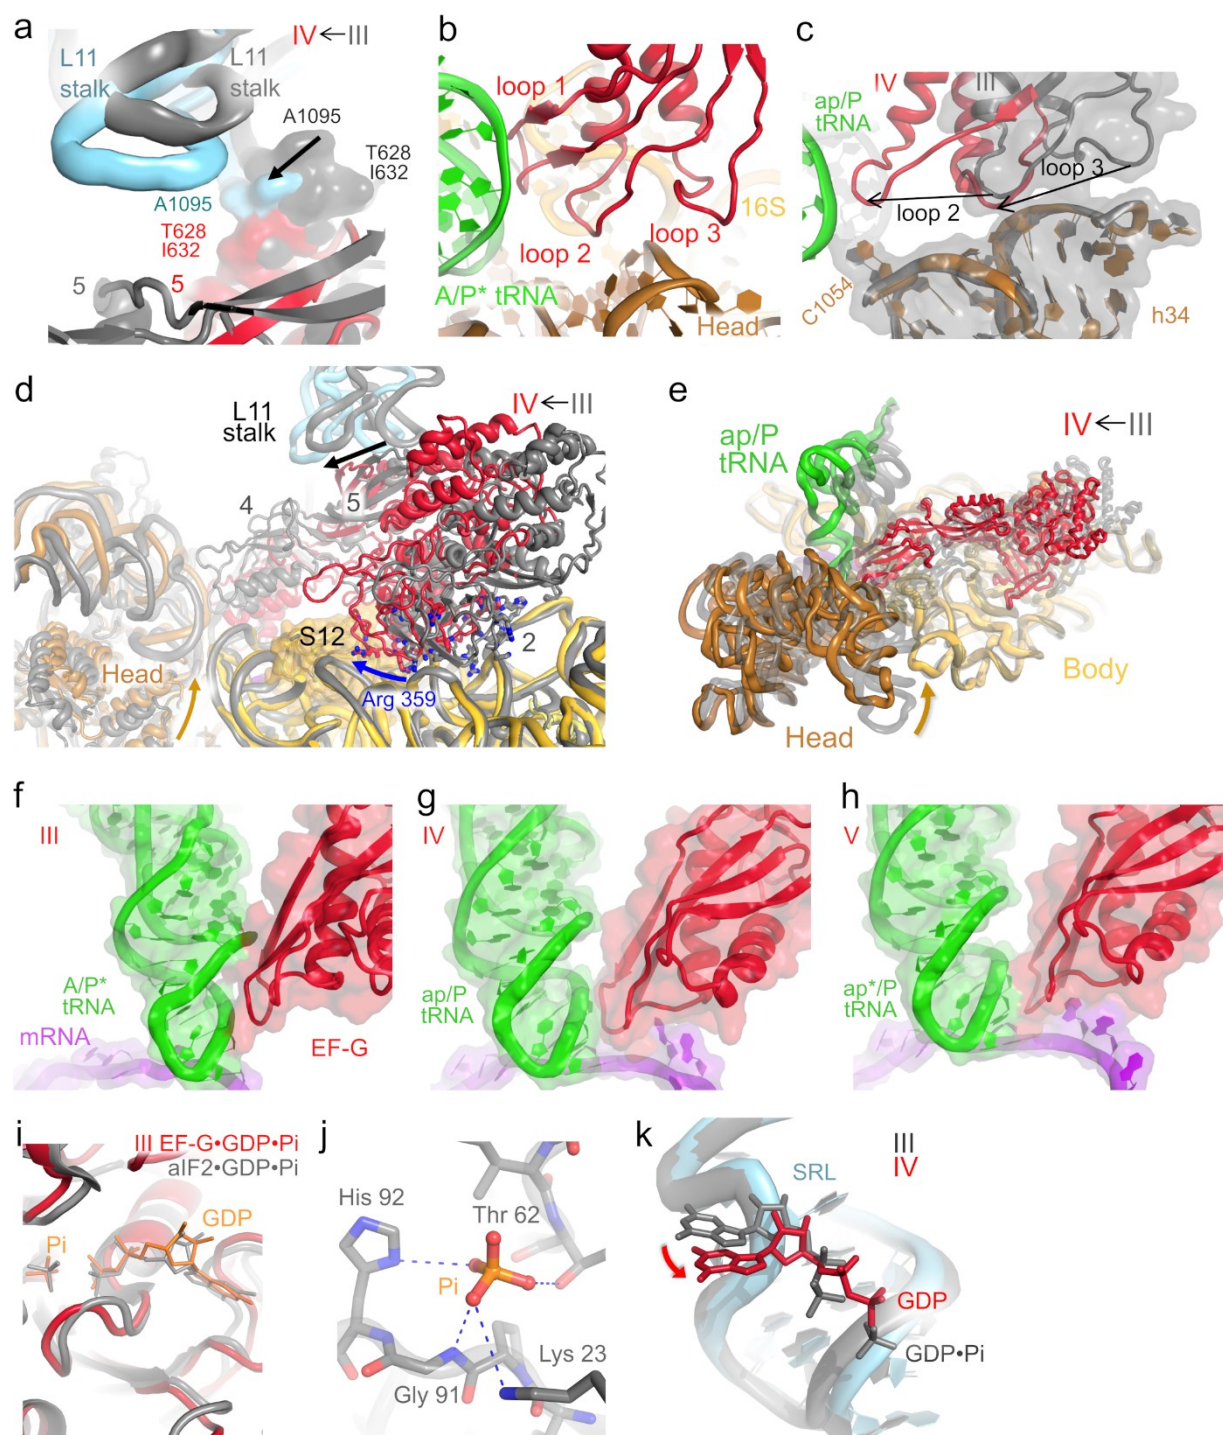 a
IV←III
L11
stalk
L11
stalk
A1095
T628
I632
A1095
T628
I632
5
5
b
loop 1
16S
loop 2
loop 3
A/P* tRNA
Head
c
IV
III
ap/P
tRNA
loop 3
loop 2
C1054
h34
d
L11
stalk
IV←III
4
5
S12
2
Head
Arg 359
e
IV←III
ap/P
tRNA
Body
Head
f
III
A/P*
tRNA
mRNA
EF-G
g
IV
ap/P
tRNA
h
V
ap*/P
tRNA
i
III EF-G•GDP•Pi
aIF2•GDP•Pi
GDP
Pi
j
His 92
Thr 62
Pi
Lys 23
Gly 91
k
III
IV
SRL
GDP
GDP•Pi